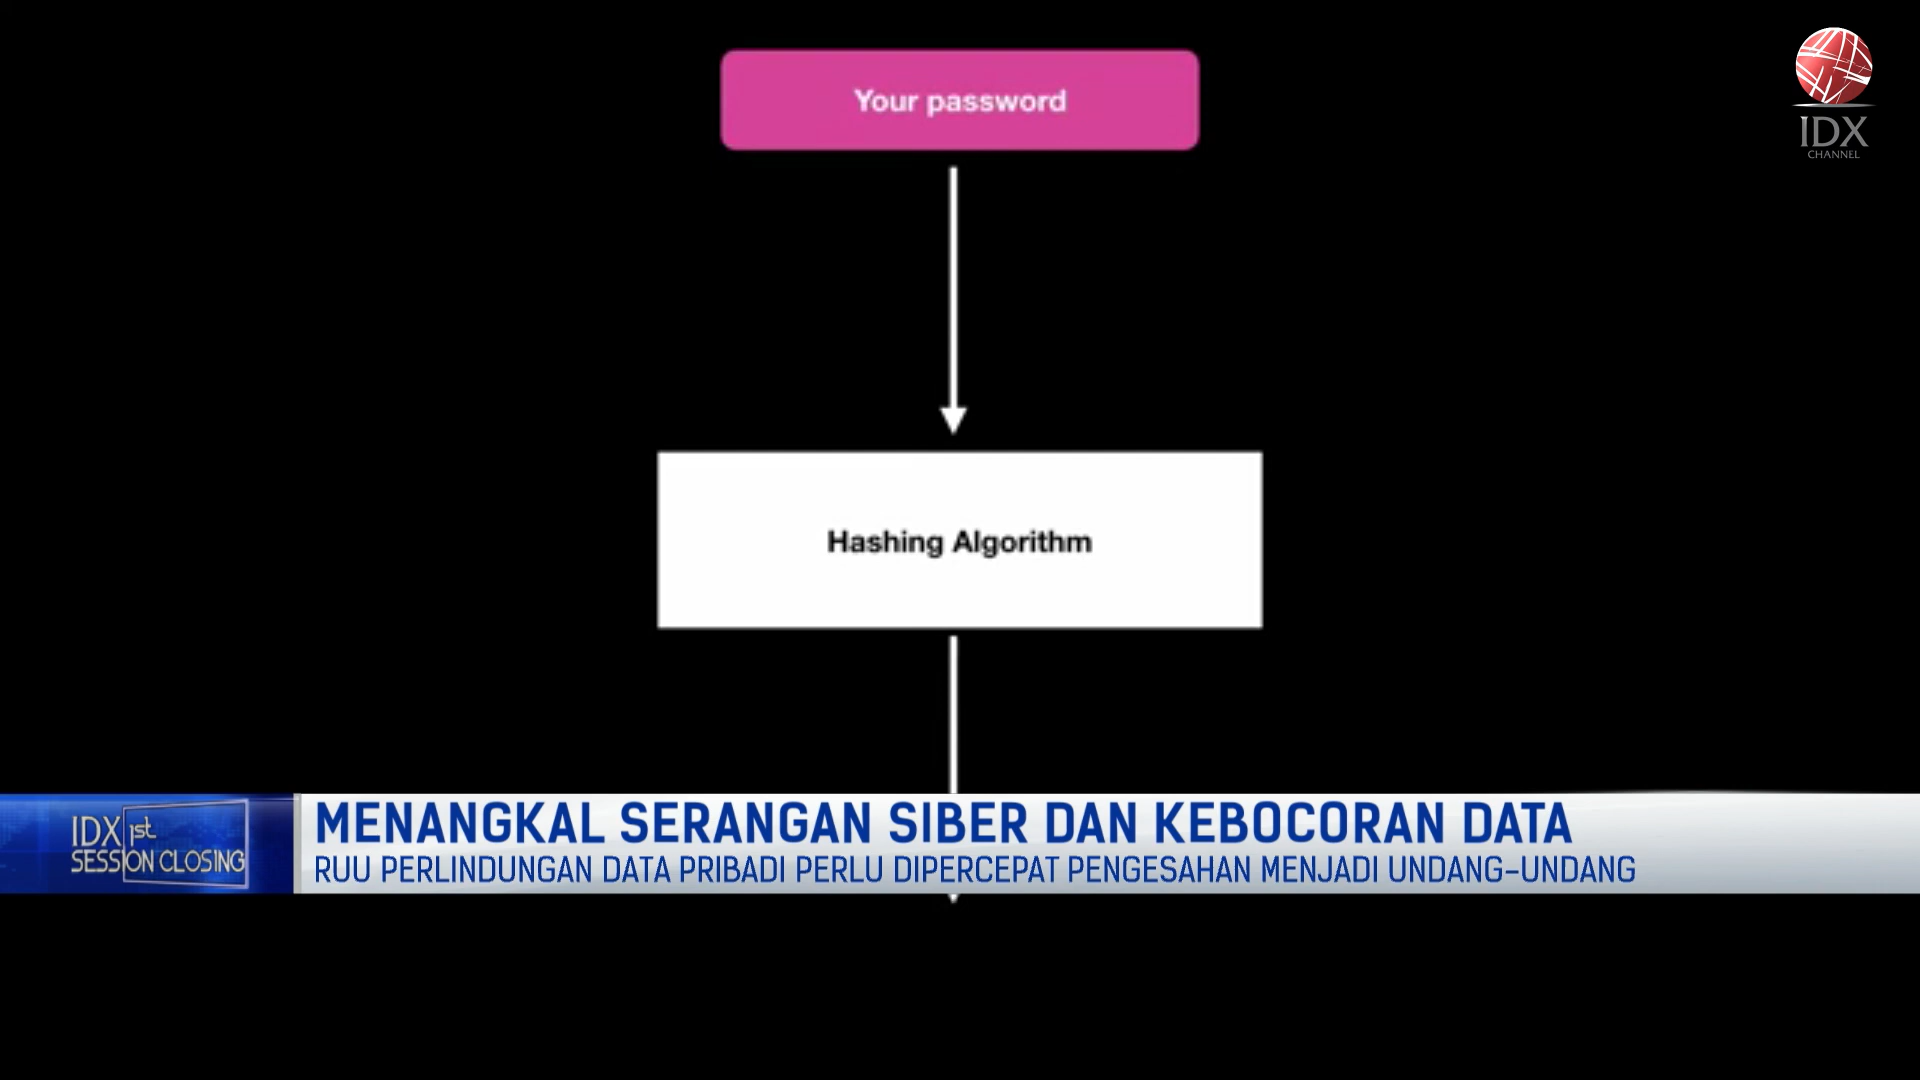 Your password
IDX
CHANNEL
Hashing Algorithm
IDX 1st
SESSION CLOSING
MENANGKAL SERANGAN SIBER DAN KEBOCORAN DATA
RUU PERLINDUNGAN DATA PRIBADI PERLU DIPERCEPAT PENGESAHAN MENJADI UNDANG-UNDANG